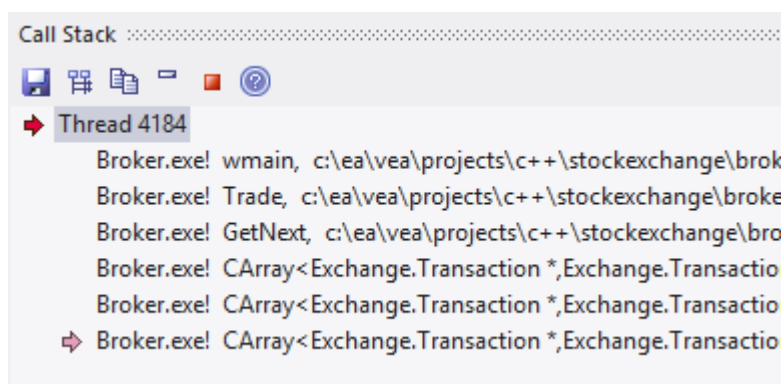 Call Stack
Thread 4184
Broker.exe! wmain, c:\ea\vea\projects\c++\stockexchange\brok
Broker.exe! Trade, c:\ea\vea\projects\c++\stockexchange\broke
Broker.exe! GetNext, c:\ea\vea\projects\c++\stockexchange\bro
Broker.exe! CArray<Exchange.Transaction *,Exchange.Transactio
Broker.exe! CArray<Exchange.Transaction *,Exchange.Transactio
Broker.exe! CArray<Exchange.Transaction *,Exchange.Transactio